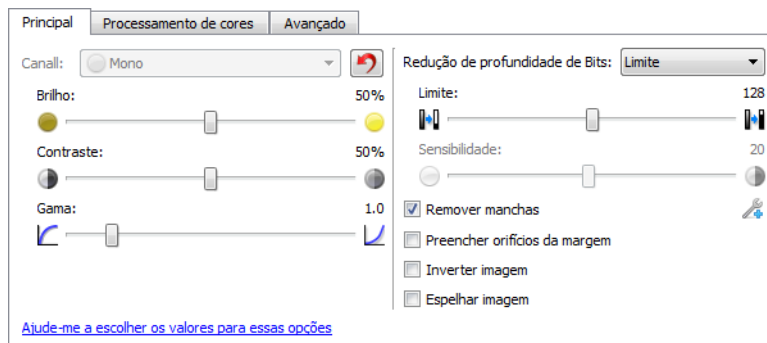 Principal
Processamento de cores
Avançado
Canall:
Mono
Brilho:
50%
Contraste:
50%
Gama:
1.0
Ajude-me a escolher os valores para essas opções
Redução de profundidade de Bits:
Limite
Limite:
128
Sensibilidade:
20
Remover manchas
Preencher orifícios da margem
Inverter imagem
Espelhar imagem